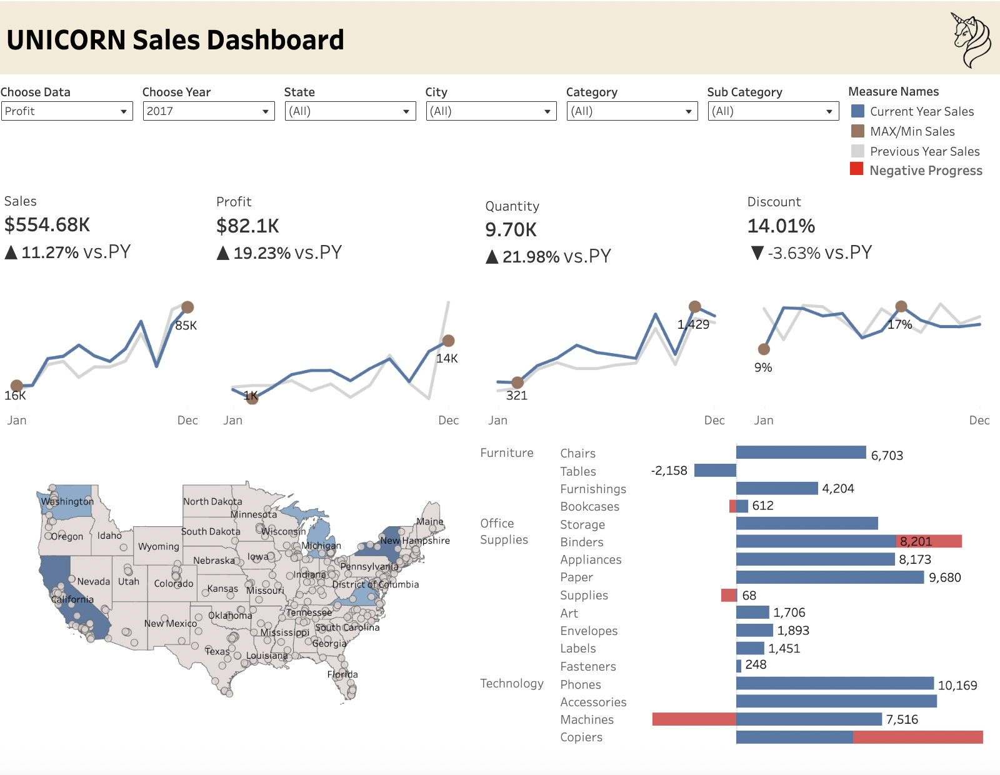 UNICORN Sales Dashboard
Choose Data
Choose Year
State
City
Category
Sub Category
Profit
2017
(All)
(All)
(All)
(All)
Measure Names
Current Year Sales
MAX/Min Sales
Previous Year Sales
Negative Progress
Sales
$554.68K
▲ 11.27% vs.PY
Profit
$82.1K
▲ 19.23% vs.PY
Quantity
9.70K
▲ 21.98% vs.PY
Discount
14.01%
▼ -3.63% vs.PY
85K
16K
Jan
Dec
14K
1K
Jan
Dec
1,429
321
Jan
Dec
17%
9%
Jan
Dec
Washington
North Dakota
Minnesota
Maine
Oregon
Idaho
South Dakota
Wisconsin
New Hampshire
Wyoming
Michigan
Nebraska
Iowa
Pennsylvania
Nevada
Utah
Colorado
Indiana
Kansas
Missouri
District of Columbia
California
Oklahoma
Tennessee
New Mexico
Mississippi
South Carolina
Georgia
Texas
Louisiana
Florida
Furniture
Chairs
6,703
Tables
-2,158
Furnishings
4,204
Bookcases
612
Office
Supplies
Storage
Binders
8,201
Appliances
8,173
Paper
9,680
Supplies
68
Art
1,706
Envelopes
1,893
Labels
1,451
Fasteners
248
Technology
Phones
10,169
Accessories
Machines
7,516
Copiers